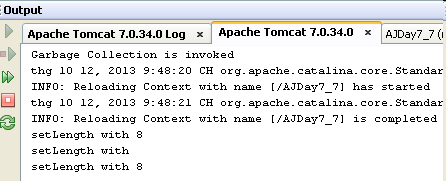 Output
Apache Tomcat 7.0.34.0 Log
Apache Tomcat 7.0.34.0
AJDay7_7 (
Garbage Collection is invoked
thg 10 12, 2013 9:48:20 CH org.apache.catalina.core.Standar
INFO: Reloading Context with name [/AJDay7_7] has started
thg 10 12, 2013 9:48:21 CH org.apache.catalina.core.Standar
INFO: Reloading Context with name [/AJDay7_7] is completed
setLength with 8
setLength with
setLength with 8